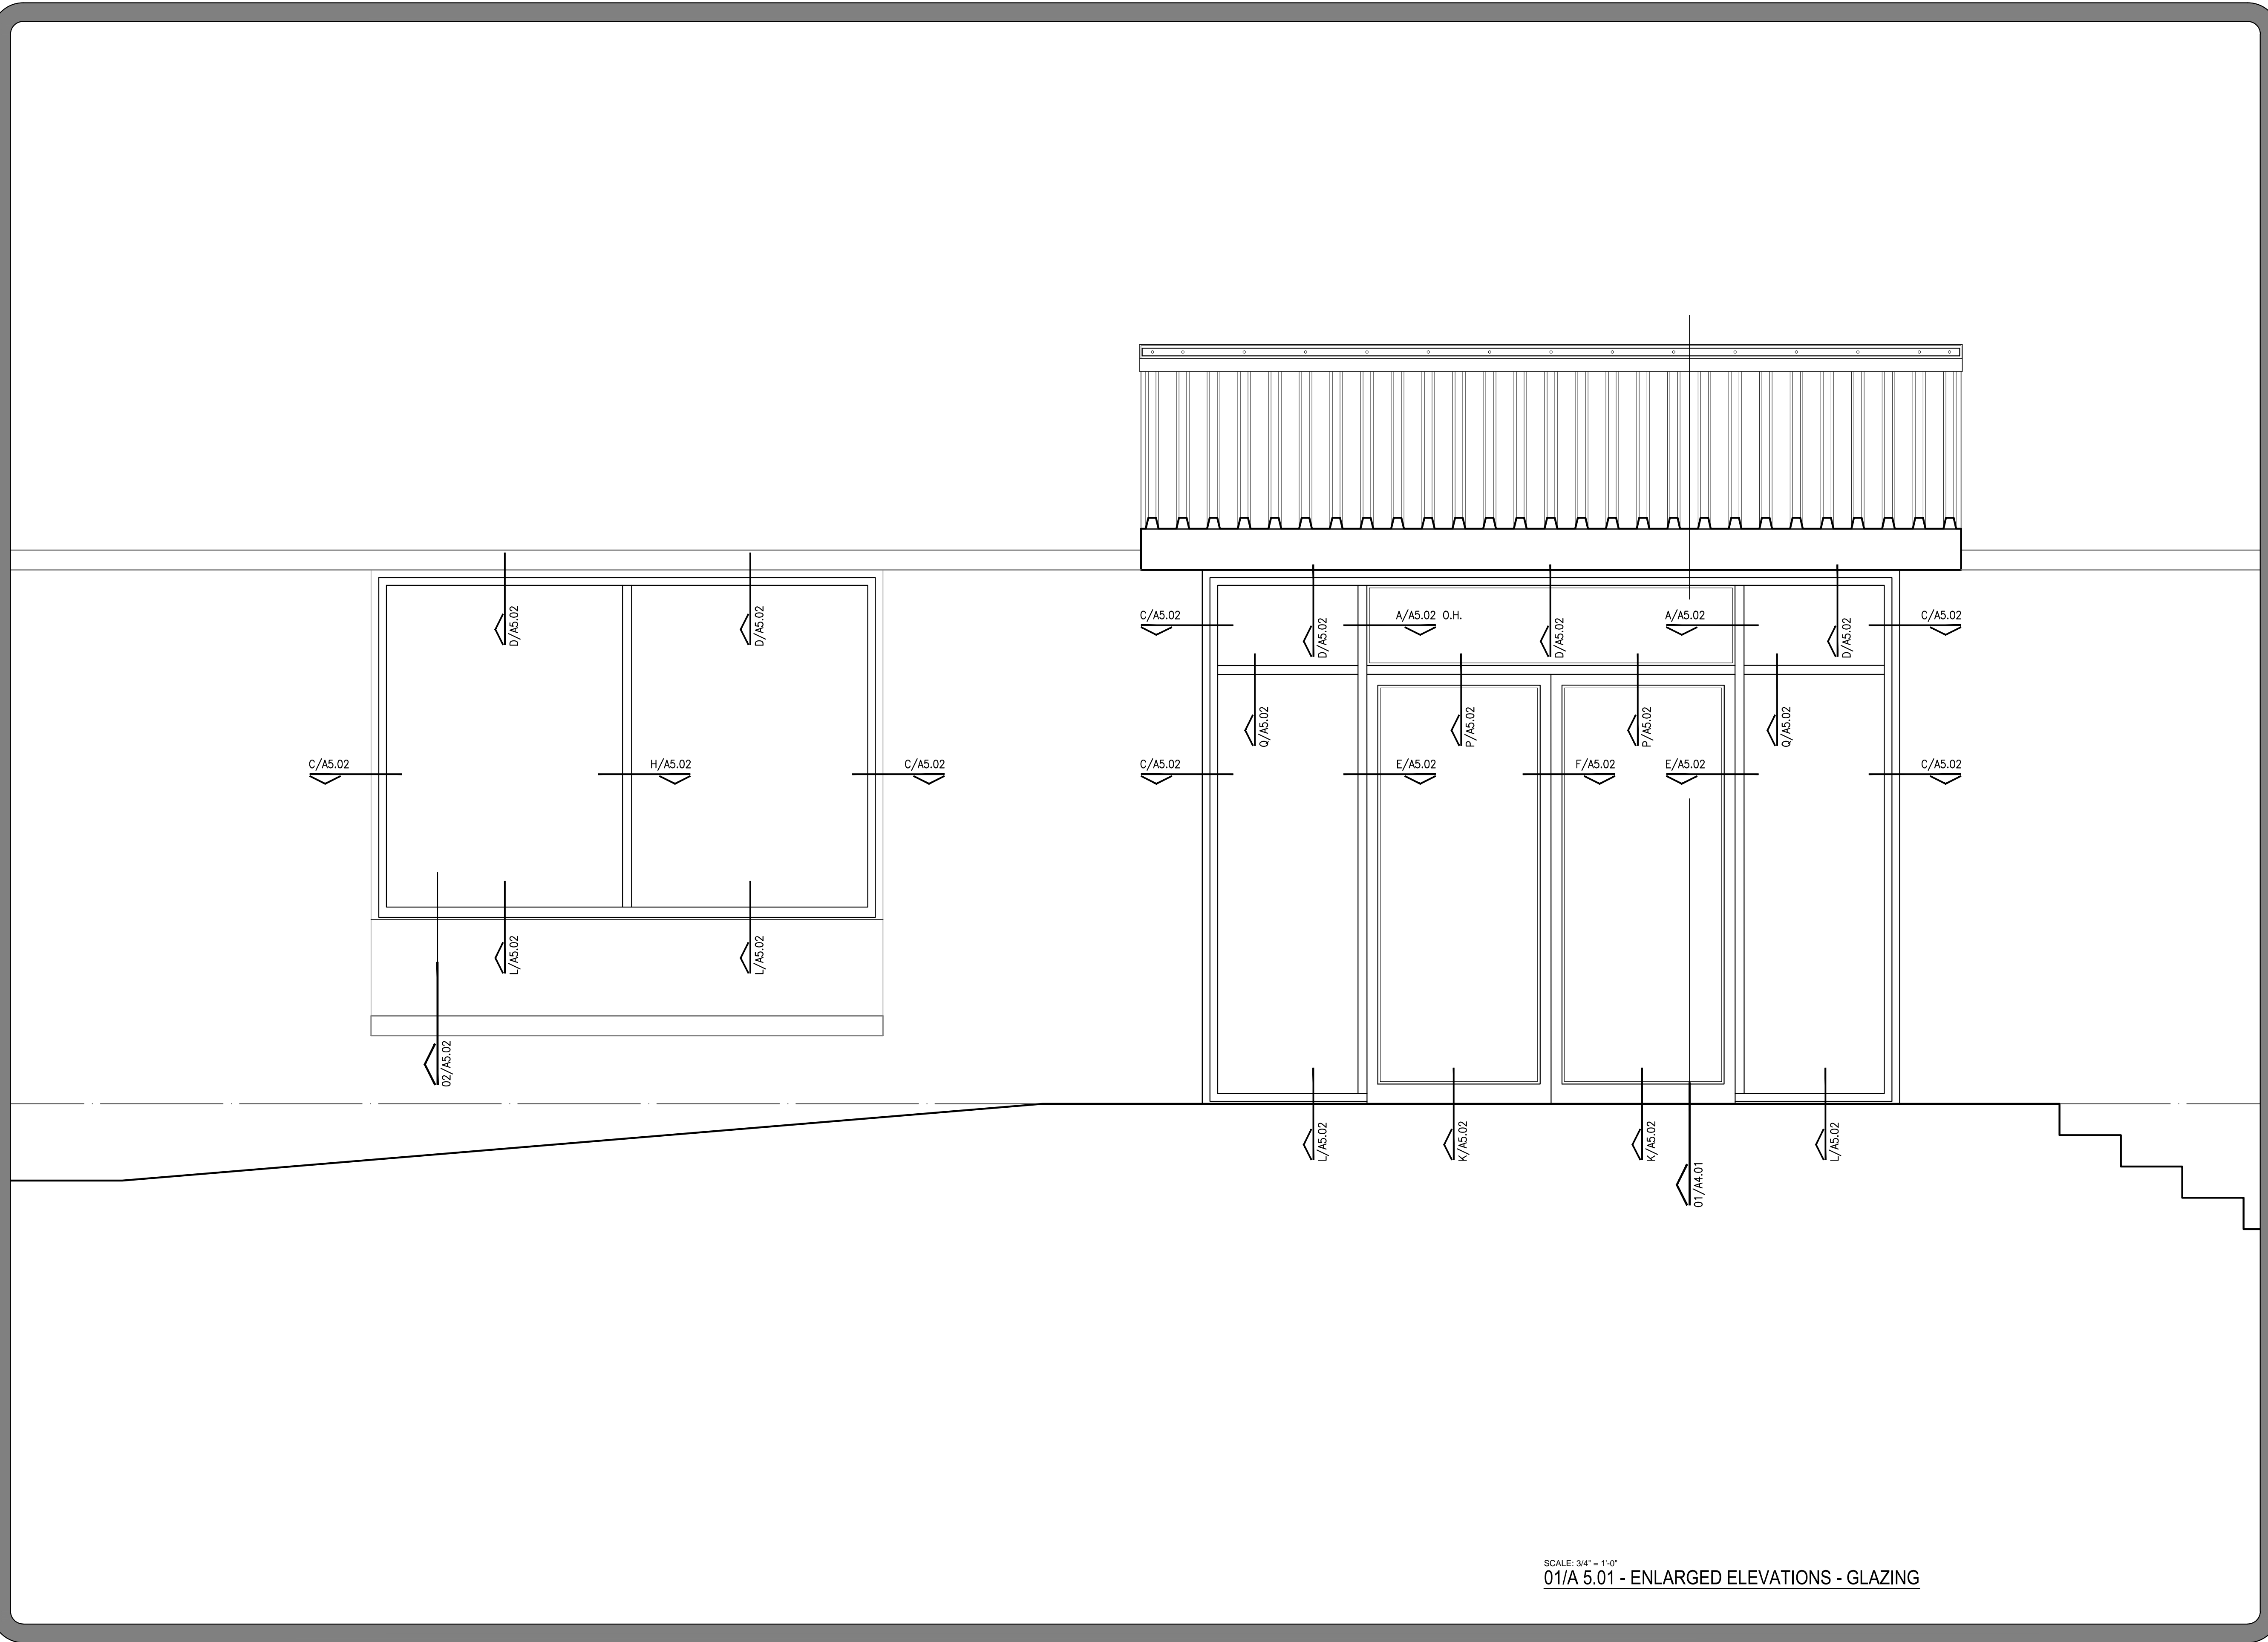 D/A5.02
D/A5.02
C/A5.02
A/A5.02 O.H.
A/A5.02
C/A5.02
D/A5.02
D/A5.02
D/A5.02
Q/A5.02
P/A5.02
P/A5.02
Q/A5.02
C/A5.02
H/A5.02
C/A5.02
C/A5.02
E/A5.02
F/A5.02
E/A5.02
C/A5.02
L/A5.02
L/A5.02
02/A5.02
L/A5.02
K/A5.02
K/A5.02
L/A5.02
01/A4.01
SCALE: 3/4" = 1'-0"
01/A 5.01 - ENLARGED ELEVATIONS - GLAZING